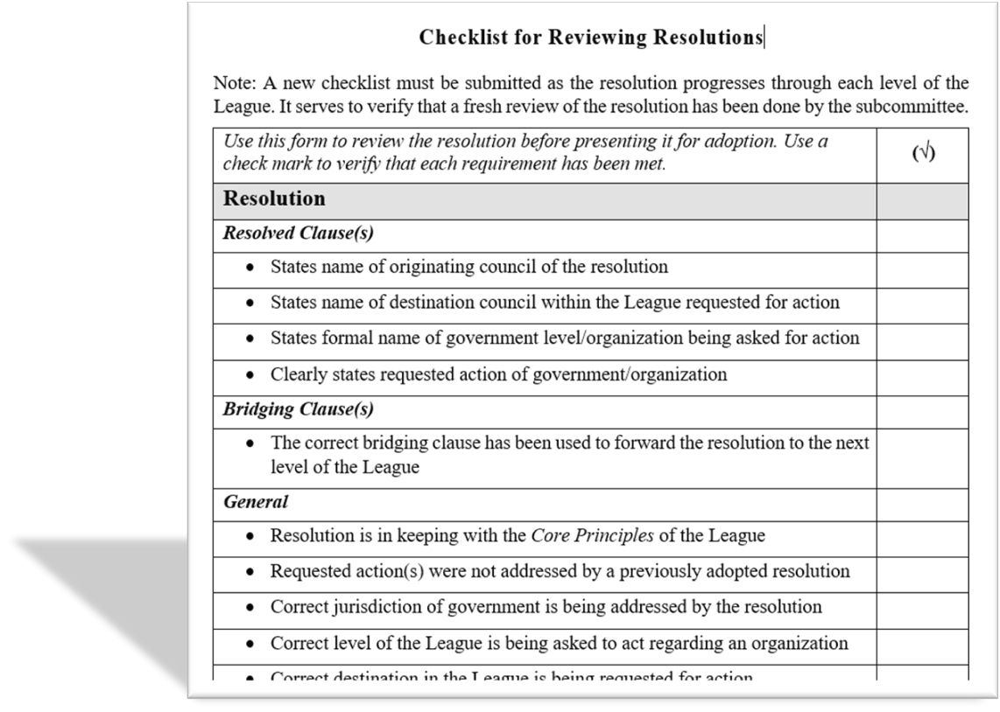 Checklist for Reviewing Resolutions
Note: A new checklist must be submitted as the resolution progresses through each level of the
League. It serves to verify that a fresh review of the resolution has been done by the subcommittee.
Use this form to review the resolution before presenting it for adoption. Use a
check mark to verify that each requirement has been met.
(√)
Resolution
Resolved Clause(s)
• States name of originating council of the resolution
• States name of destination council within the League requested for action
• States formal name of government level/organization being asked for action
• Clearly states requested action of government/organization
Bridging Clause(s)
• The correct bridging clause has been used to forward the resolution to the next
level of the League
General
• Resolution is in keeping with the Core Principles of the League
• Requested action(s) were not addressed by a previously adopted resolution
• Correct jurisdiction of government is being addressed by the resolution
• Correct level of the League is being asked to act regarding an organization
• Correct destination in the League is being requested for action